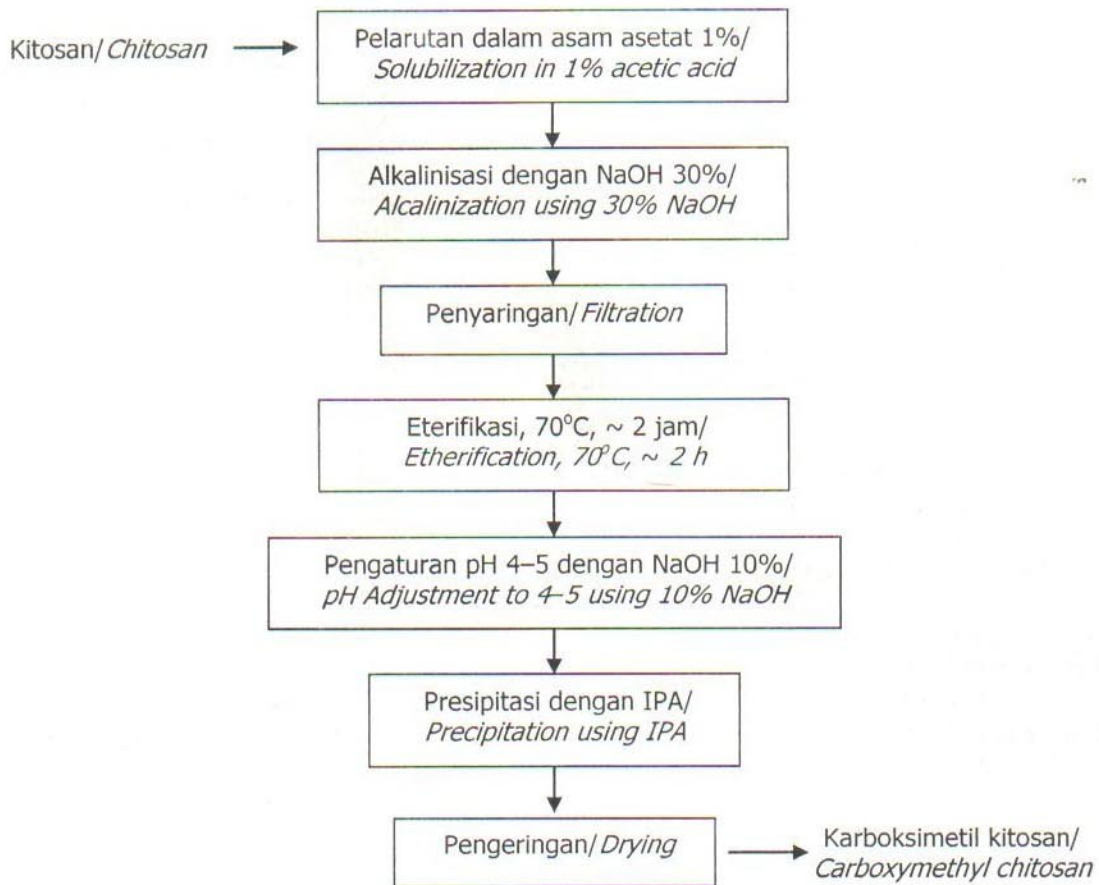 Kitosan/Chitosan
Pelarutan dalam asam asetat 1%/
Solubilization in 1% acetic acid
Alkalinisasi dengan NaOH 30%/
Alcalinization using 30% NaOH
Penyaringan/Filtration
Eterifikasi, 70⁰C, ~ 2 jam/
Etherification, 70⁰C, ~ 2 h
Pengaturan pH 4–5 dengan NaOH 10%/
pH Adjustment to 4–5 using 10% NaOH
Presipitasi dengan IPA/
Precipitation using IPA
Pengeringan/Drying
Karboksimetil kitosan/
Carboxymethyl chitosan